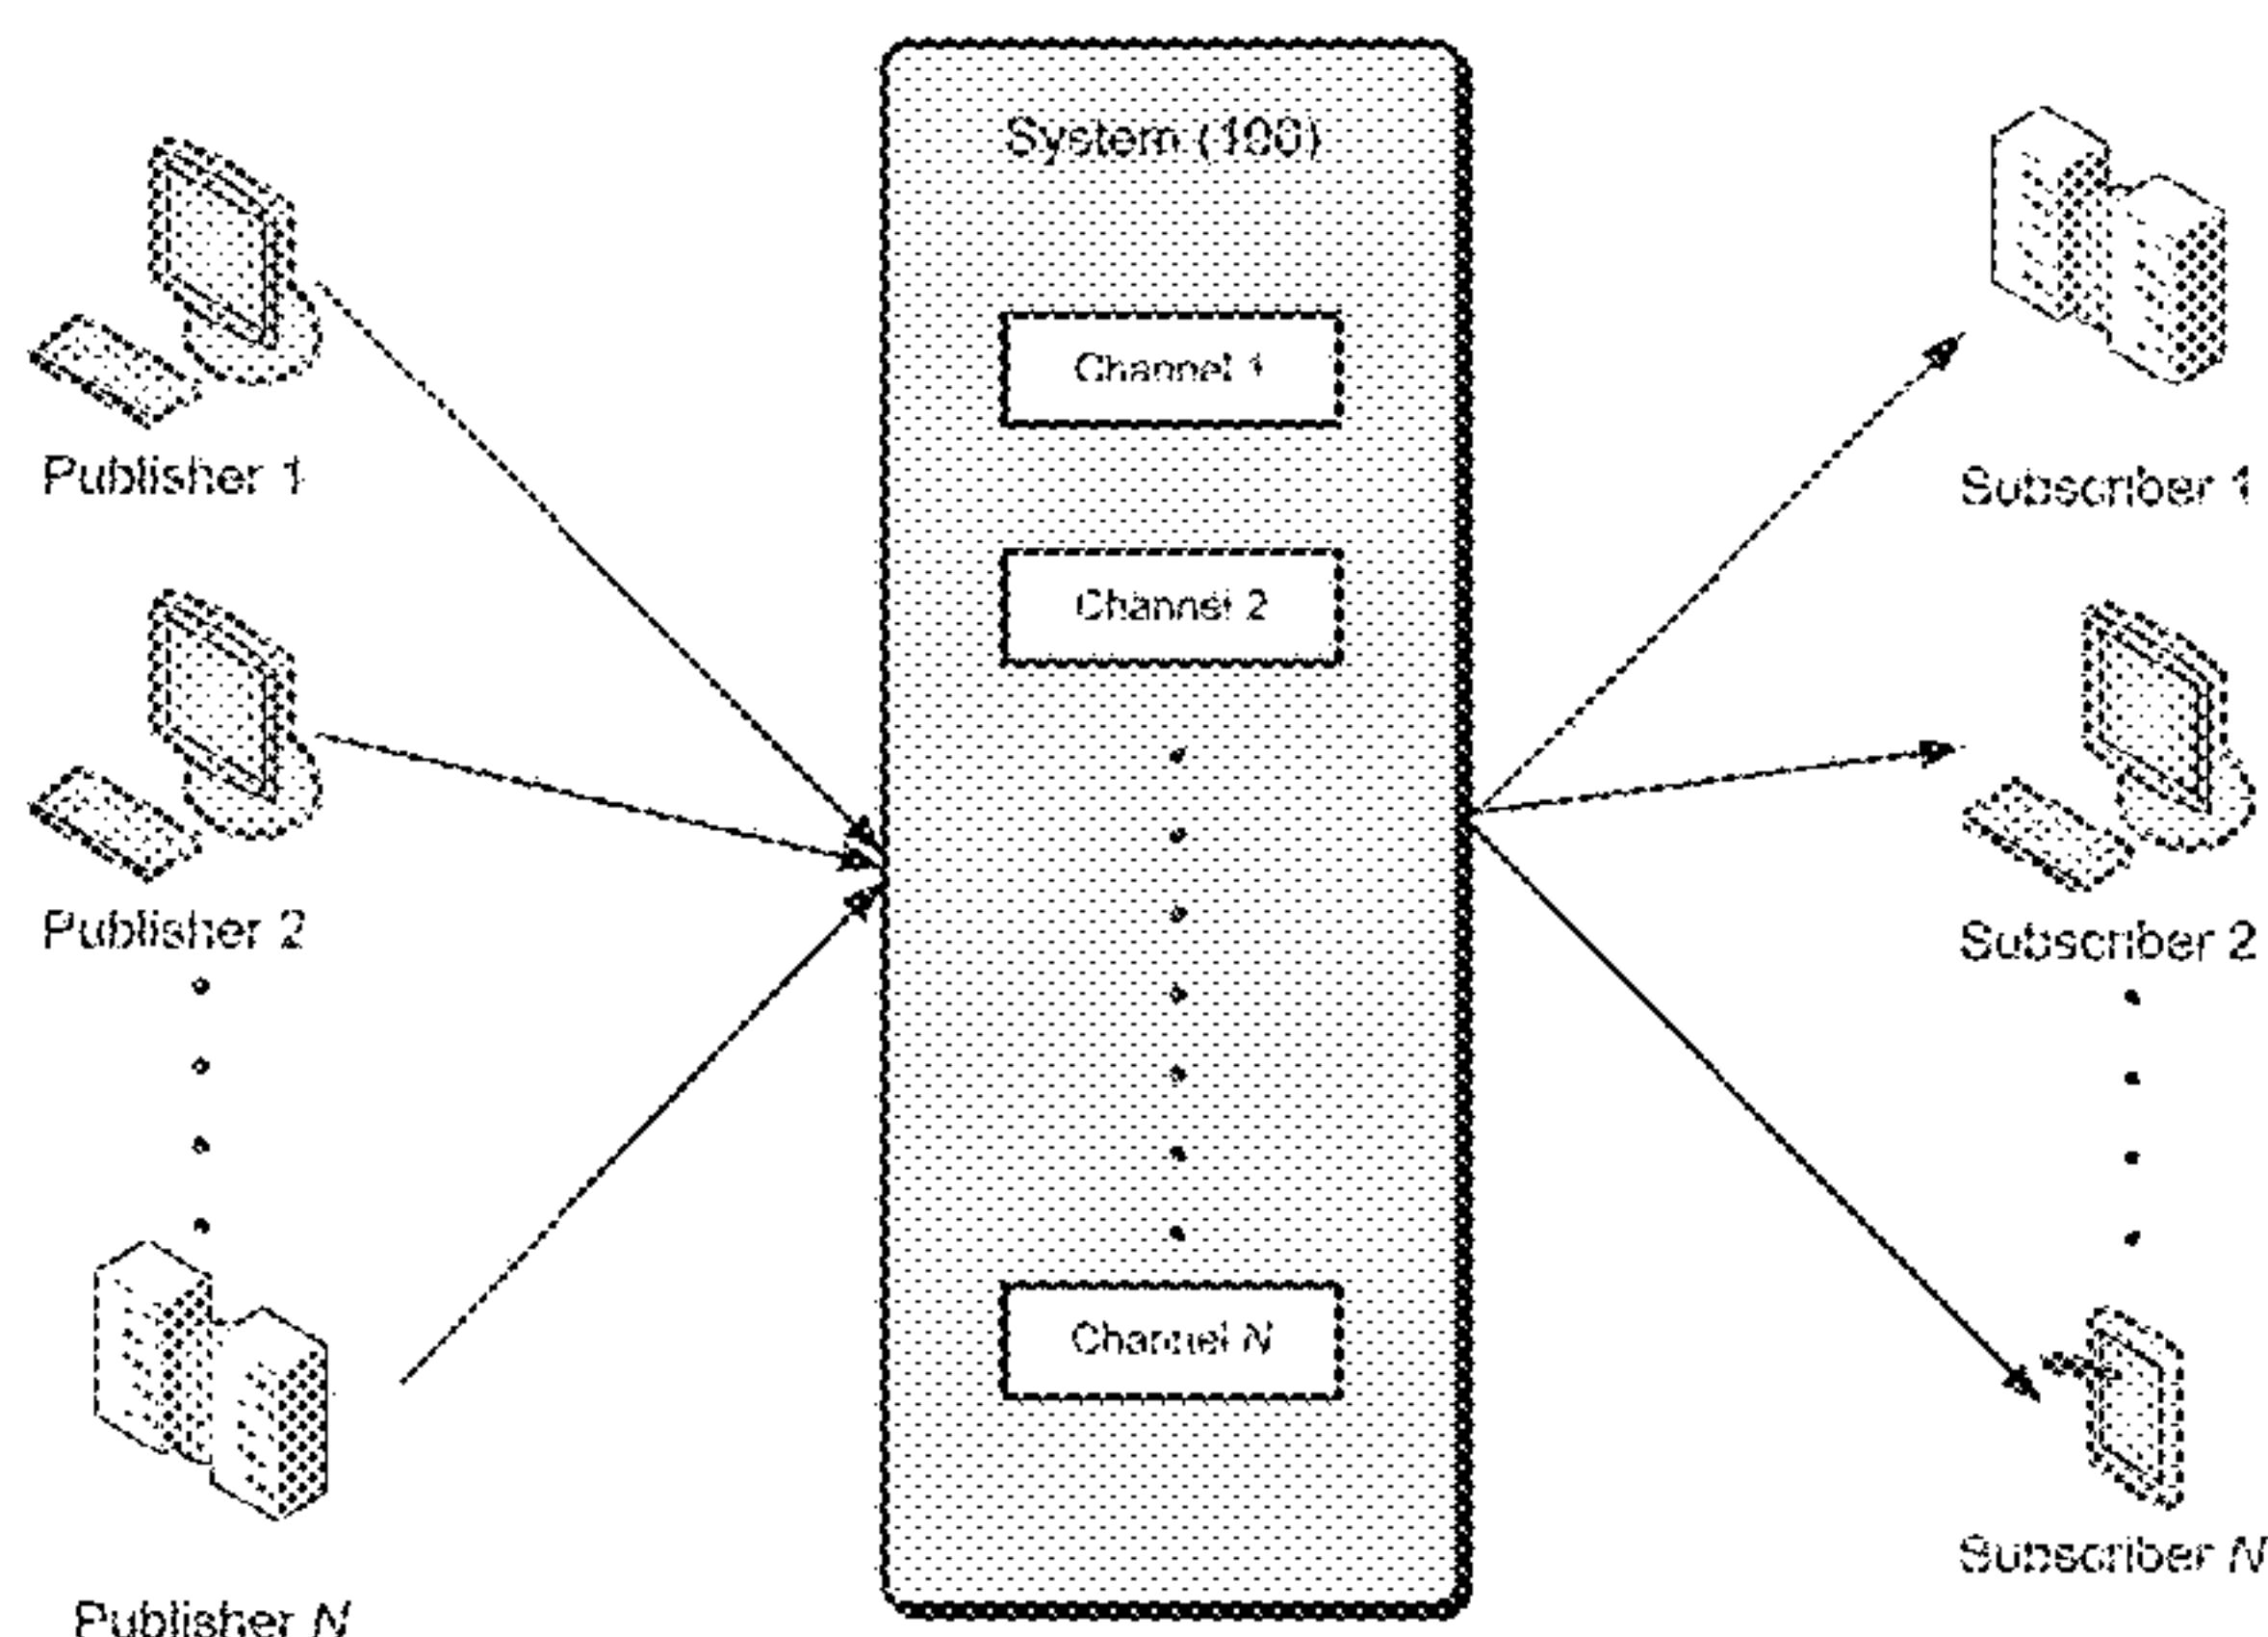 System (100)
Channel 1
Channel 2
Channel N
Publisher 1
Publisher 2
Publisher N
Subscriber 1
Subscriber 2
Subscriber N